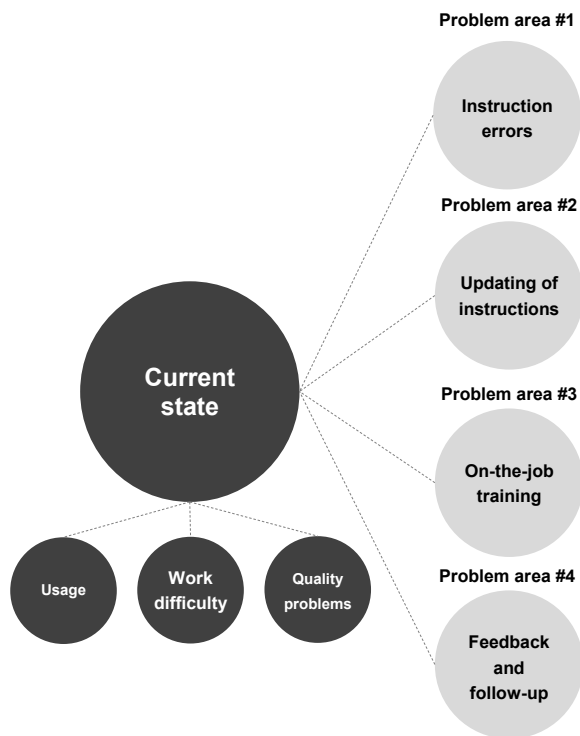 Problem area #1
Instruction
errors
Problem area #2
Updating of
instructions
Current
state
Problem area #3
On-the-job
training
Usage
Work
difficulty
Quality
problems
Problem area #4
Feedback
and
follow-up